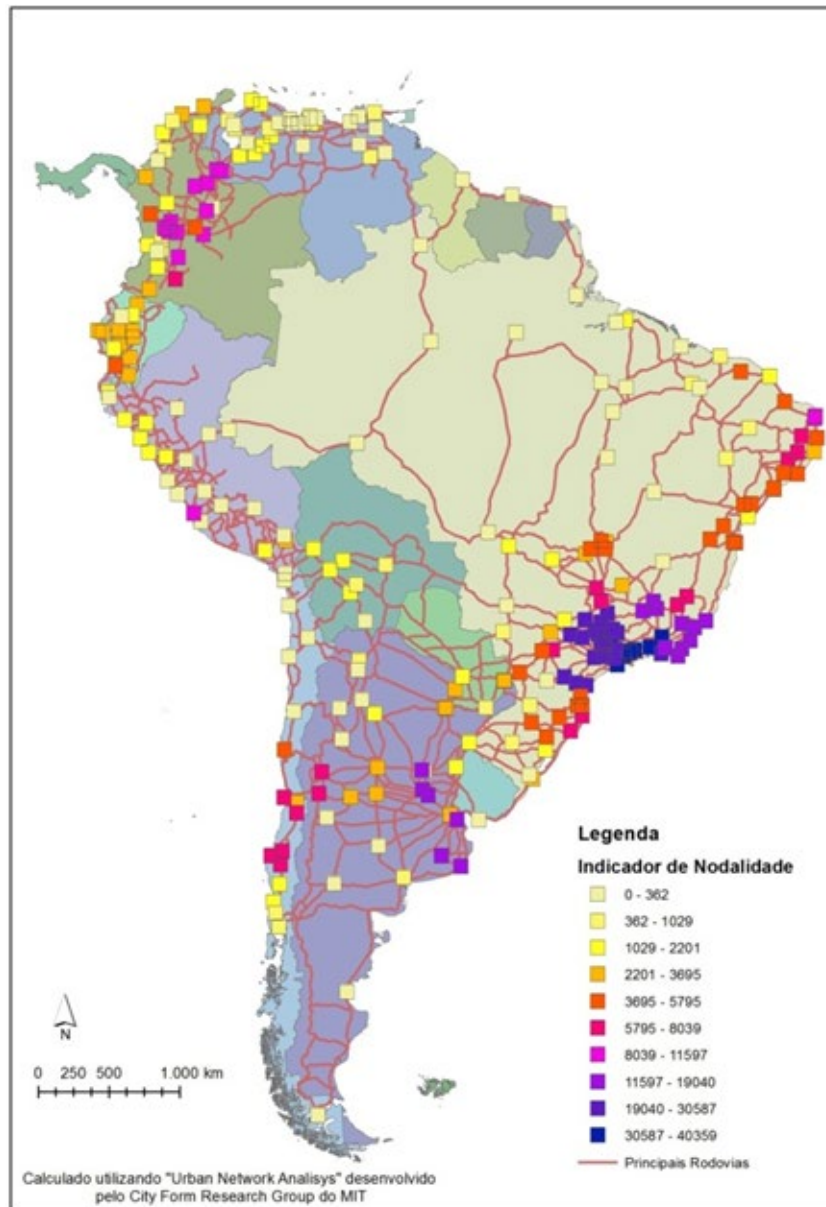 Legenda
Indicador de Nodalidade
0 - 362
362 - 1029
1029 - 2201
2201 - 3695
3695 - 5795
5795 - 8039
8039 - 11597
11597 - 19040
19040 - 30587
30587 - 40359
Principais Rodovias
N
0 250 500 1.000 km
Calculado utilizando "Urban Network Analisys" desenvolvido
pelo City Form Research Group do MIT